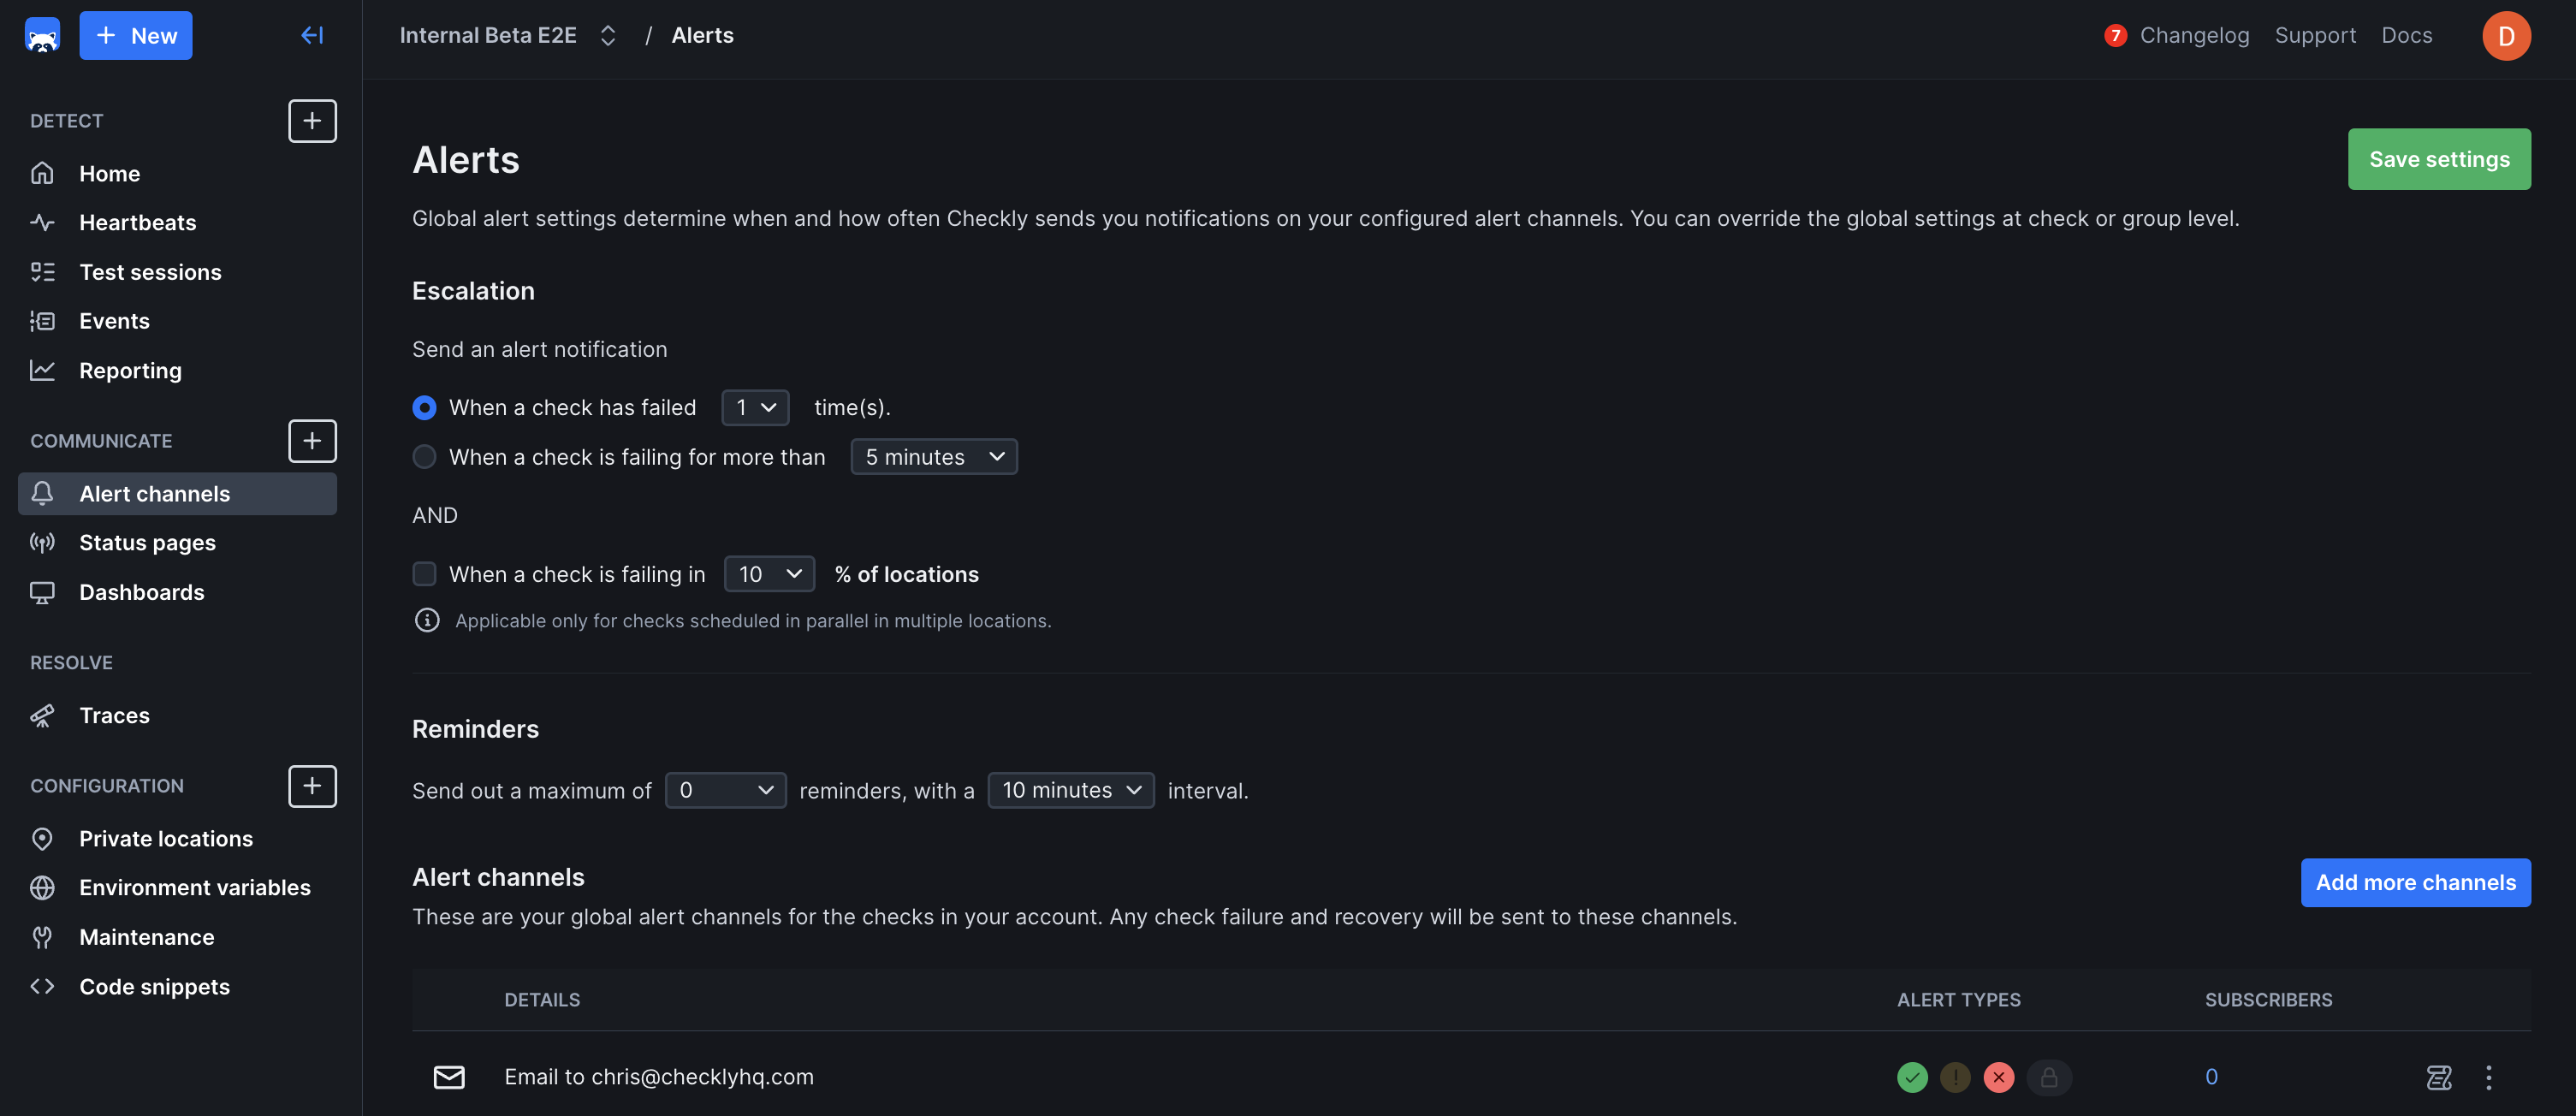 New
Internal Beta E2E / Alerts
7 Changelog Support Docs D
DETECT
Home
Heartbeats
Test sessions
Events
Reporting
COMMUNICATE
Alert channels
Status pages
Dashboards
RESOLVE
Traces
CONFIGURATION
Private locations
Environment variables
Maintenance
Code snippets
Alerts
Save settings
Global alert settings determine when and how often Checkly sends you notifications on your configured alert channels. You can override the global settings at check or group level.
Escalation
Send an alert notification
When a check has failed 1 time(s).
When a check is failing for more than 5 minutes
AND
When a check is failing in 10 % of locations
Applicable only for checks scheduled in parallel in multiple locations.
Reminders
Send out a maximum of 0 reminders, with a 10 minutes interval.
Alert channels
Add more channels
These are your global alert channels for the checks in your account. Any check failure and recovery will be sent to these channels.
DETAILS ALERT TYPES SUBSCRIBERS
Email to chris@checklyhq.com 0